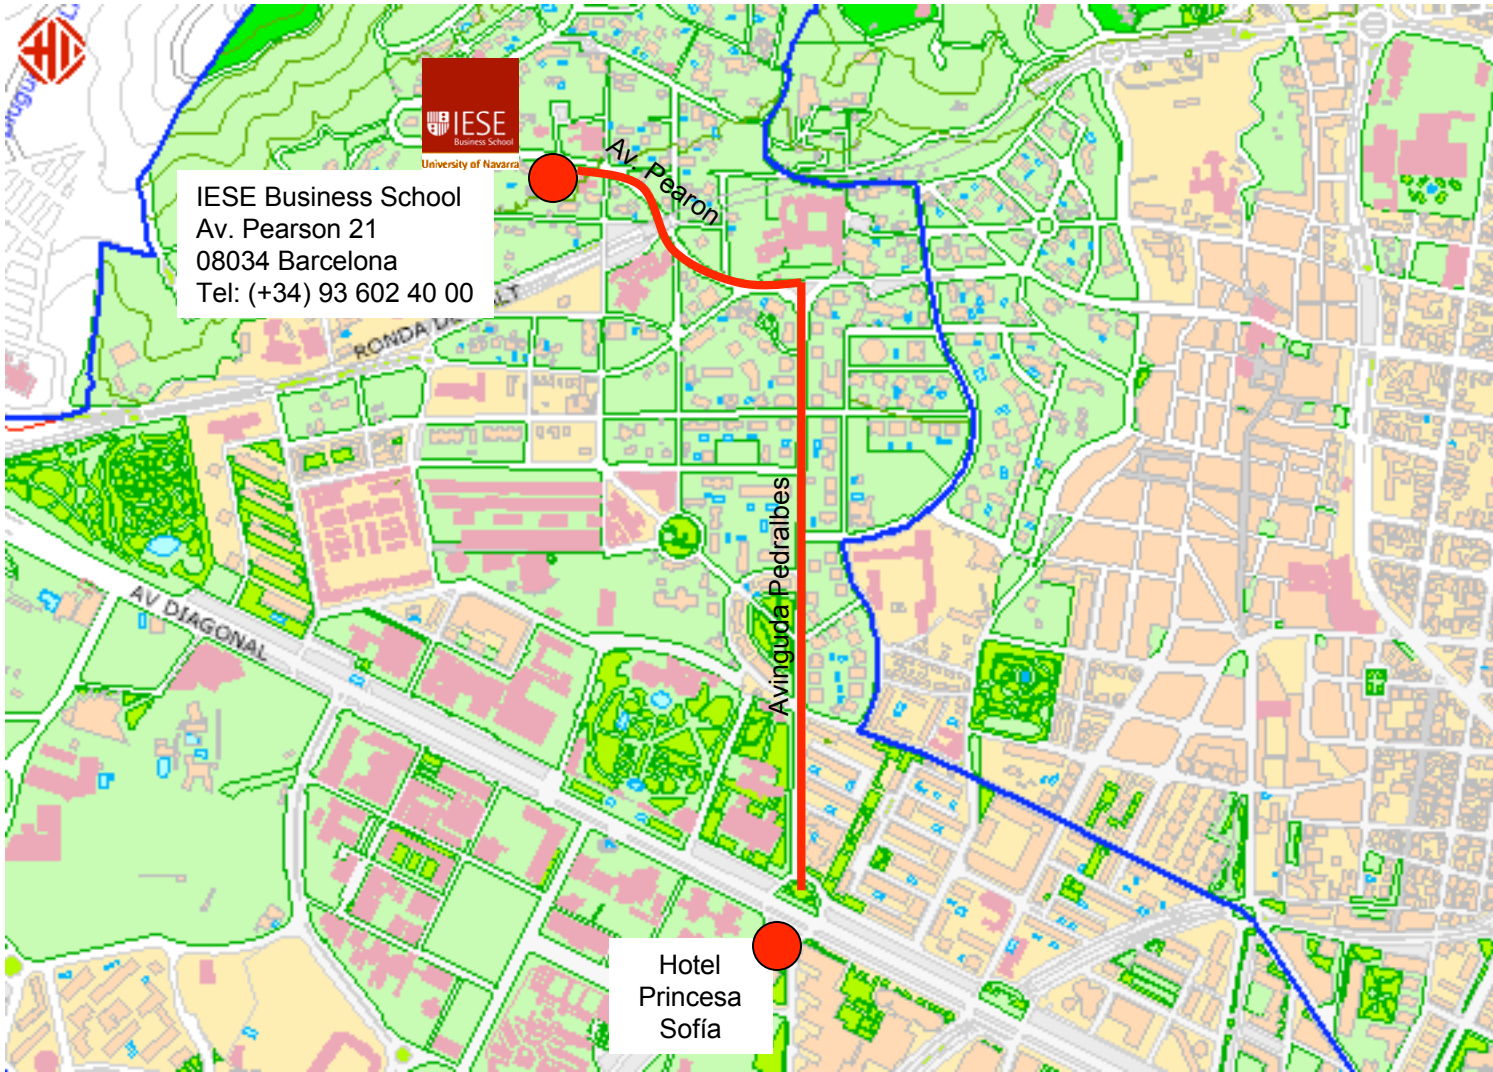 IESE
Business School
University of Navarra
IESE Business School
Av. Pearson 21
08034 Barcelona
Tel: (+34) 93 602 40 00
Av. Pearon
RONDA DE
ALT
AV DIAGONAL
Avinguda Pedralbes
Hotel
Princesa
Sofía